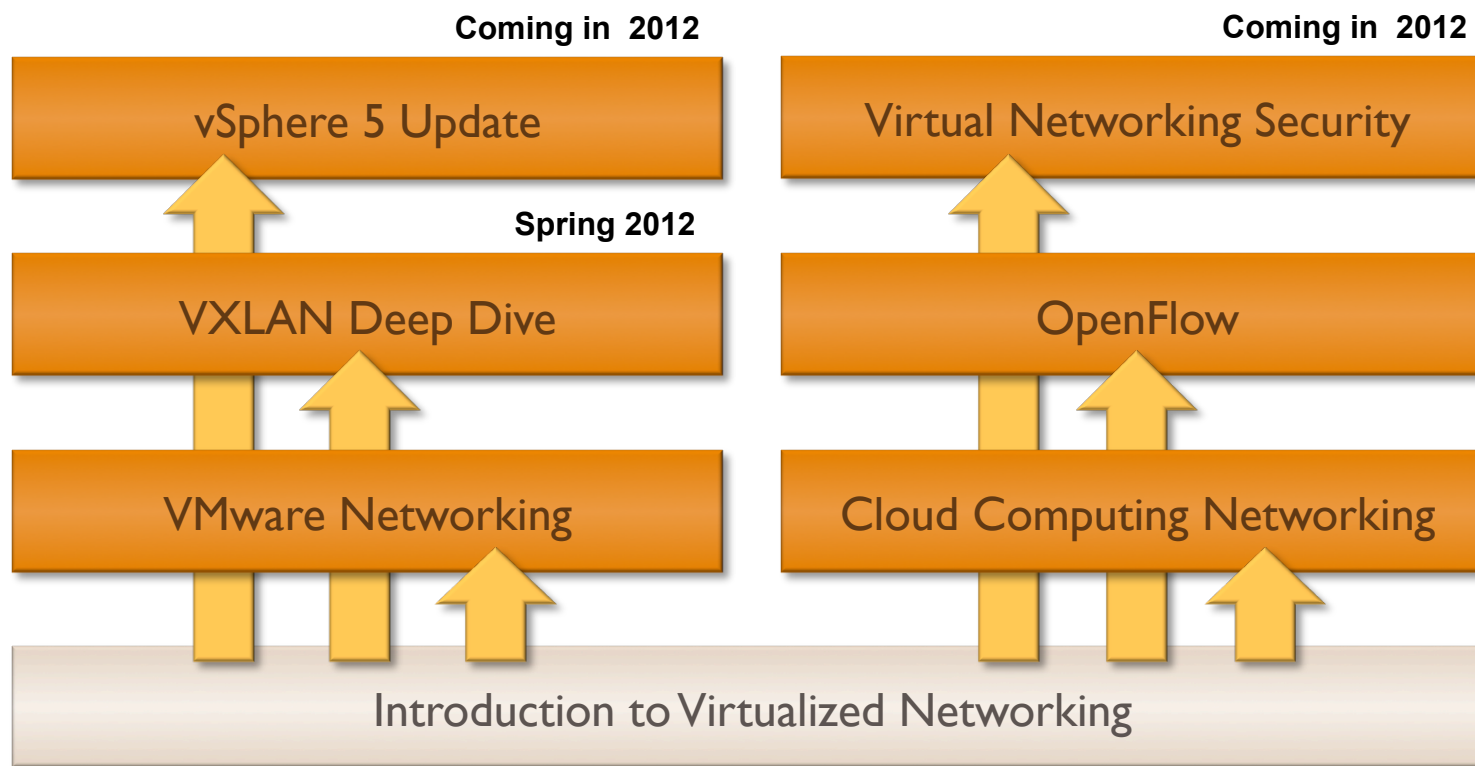 Coming in 2012
vSphere 5 Update
Spring 2012
VXLAN Deep Dive
VMware Networking
Coming in 2012
Virtual Networking Security
OpenFlow
Cloud Computing Networking
Introduction to Virtualized Networking